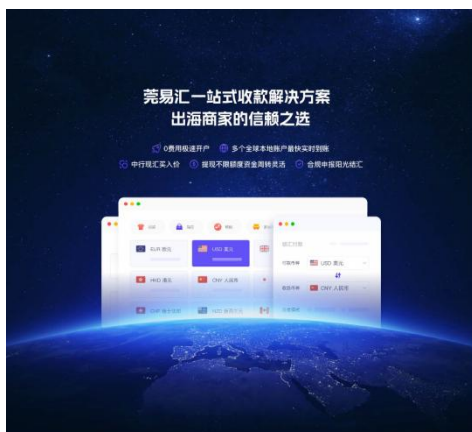 莞易汇一站式收款解决方案
出海商家的信赖之选
0费用极速开户 多个全球本地账户最快实时到账
中行现汇买入价 提现不限额度资金周转灵活 合规申报阳光结汇
EUR 欧元 USD 美元
USD 美元
HKD 港元 CNY 人民币
CNY 人民币